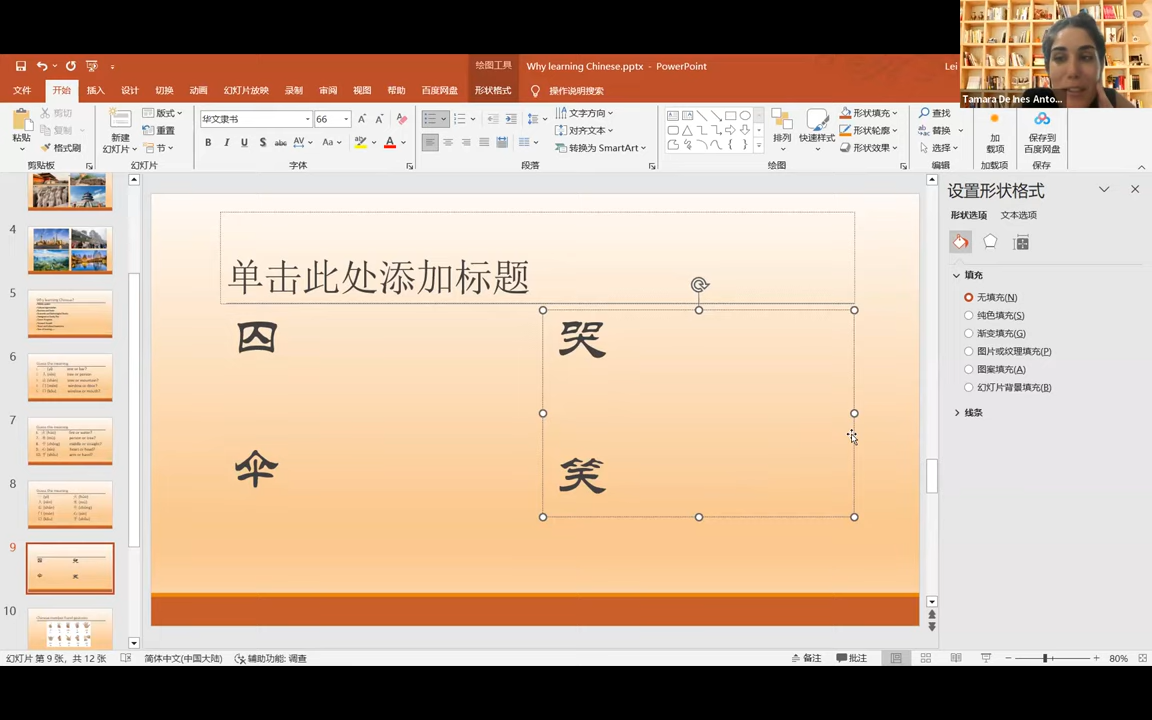 绘图工具
Why learning Chinese.pptx - PowerPoint
Lei
Tamara De Ines Anto...
文件 开始 插入 设计 切换 动画 幻灯片放映 录制 审阅 视图 帮助 百度网盘 形状格式 操作说明搜索
粘贴
剪切
复制
格式刷
剪贴板
新建
幻灯片
版式
重置
节
幻灯片
华文隶书
66
B I U S abc AV Aa A
字体
文字方向
对齐文本
转换为 SmartArt
段落
排列
快速样式
形状填充
形状轮廓
形状效果
绘图
查找
替换
选择
编辑
加
载项
加载项
保存到
百度网盘
保存
4
5
6
7
8
9
10
单击此处添加标题
囚
哭
伞
笑
设置形状格式
形状选项 文本选项
填充
无填充(N)
纯色填充(S)
渐变填充(G)
图片或纹理填充(P)
图案填充(A)
幻灯片背景填充(B)
线条
幻灯片 第 9 张，共 12 张
简体中文(中国大陆)
辅助功能: 调查
备注
批注
80%